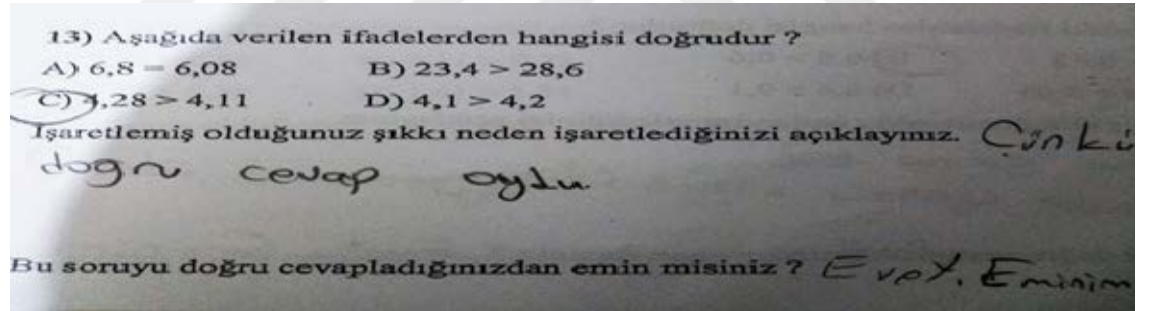 13) Aşağıda verilen ifadelerden hangisi doğrudur ?
A) 6,8 = 6,08 B) 23,4 > 28,6
C) 4,28 > 4,11 D) 4,1 > 4,2
İşaretlemiş olduğunuz şıkkı neden işaretlediğinizi açıklayınız. Çünkü
doğru cevap oydu.
Bu soruyu doğru cevapladığınızdan emin misiniz ? Evet. Eminim